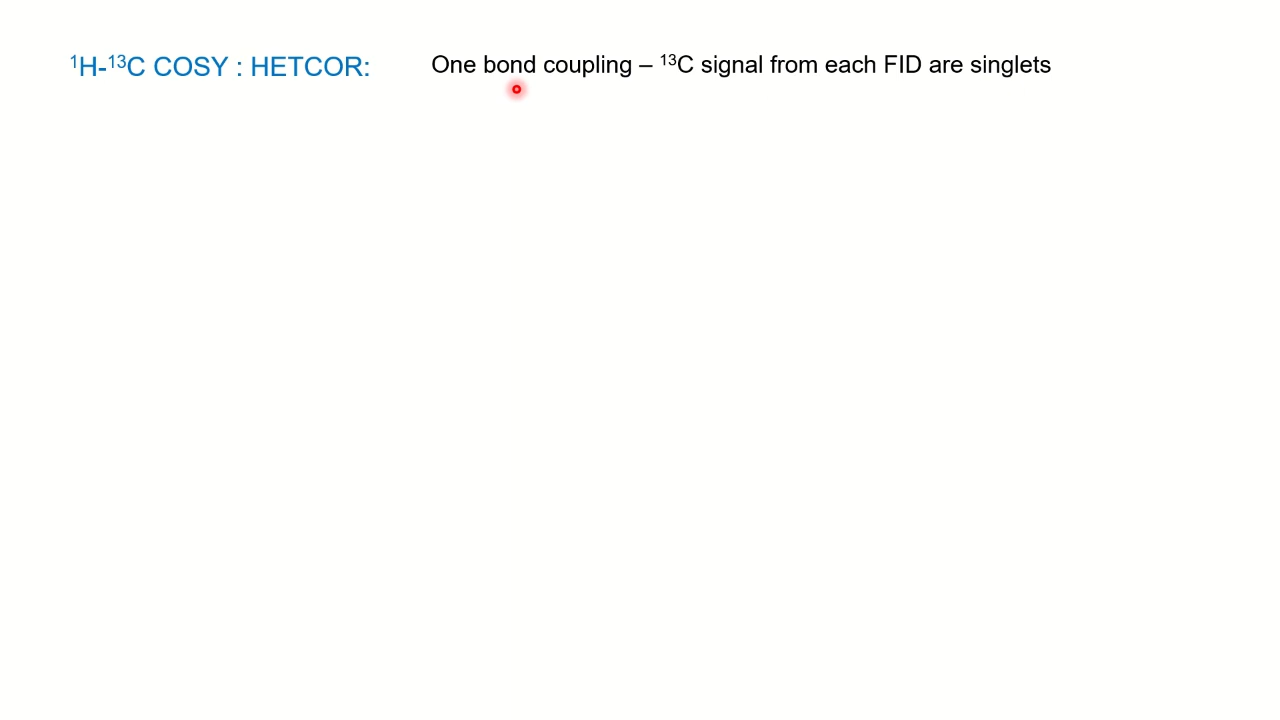 ¹H-¹³C COSY : HETCOR: One bond coupling – ¹³C signal from each FID are singlets